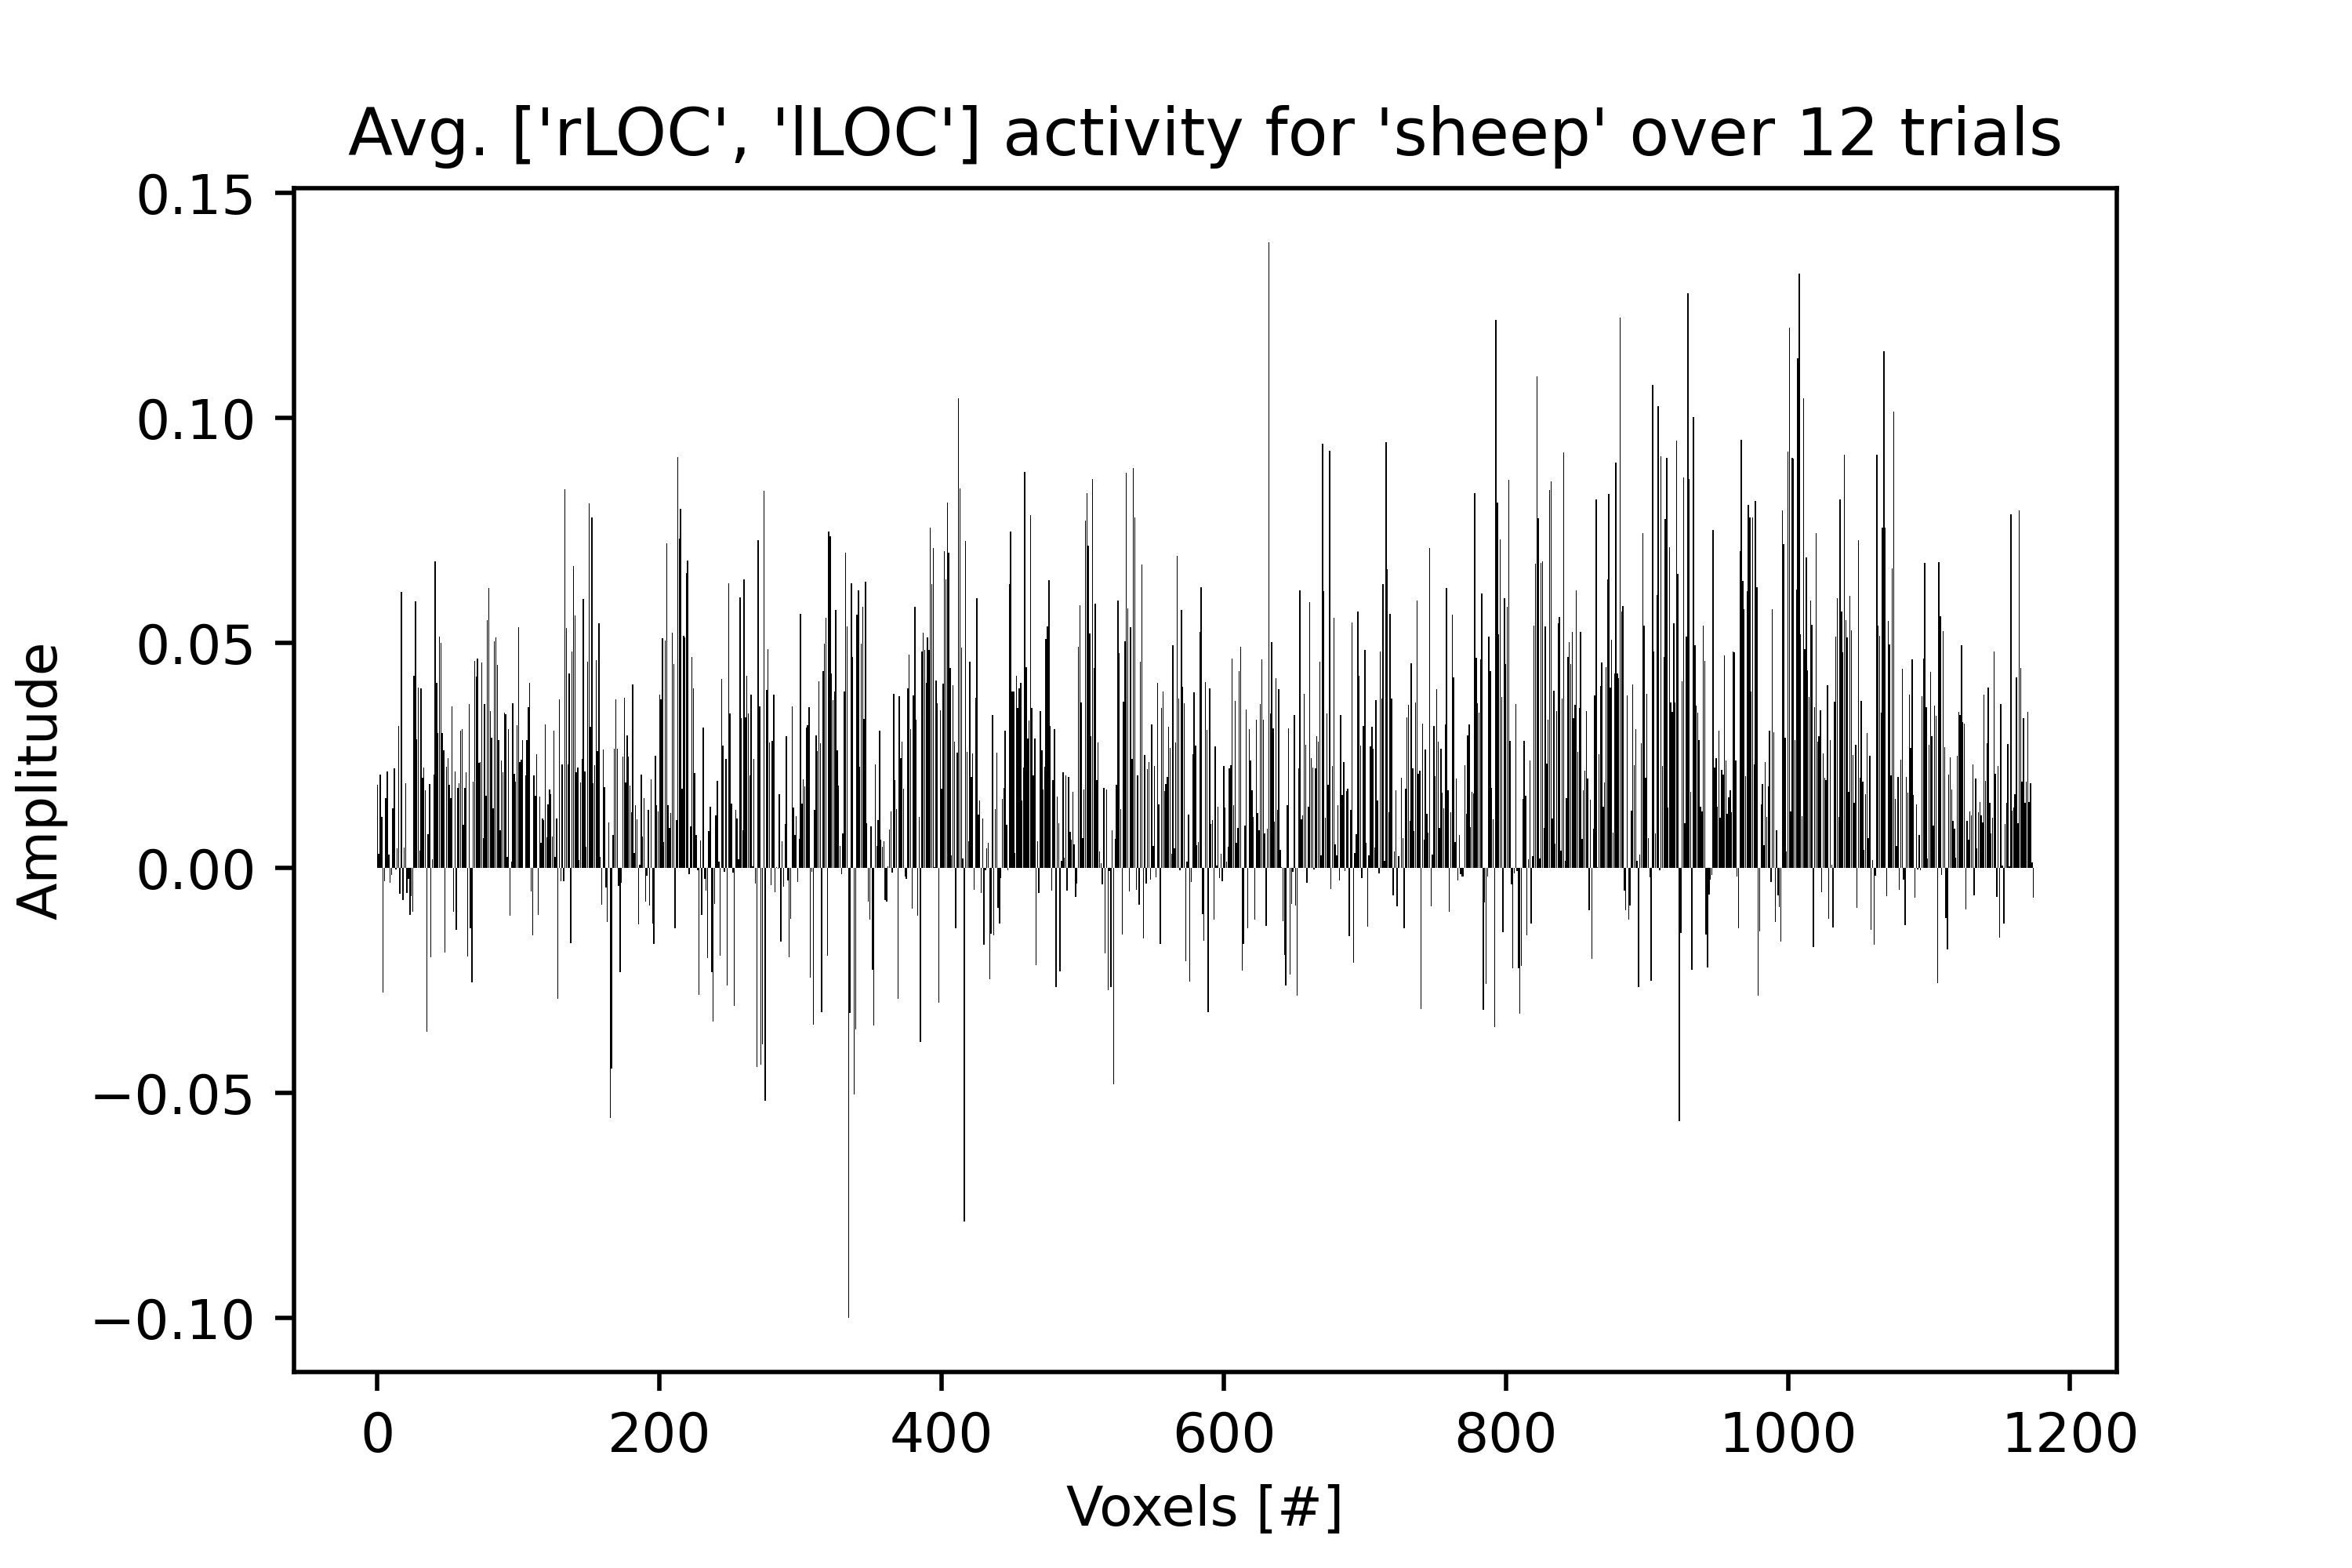 Avg. ['rLOC', 'lLOC'] activity for 'sheep' over 12 trials
0.15
0.10
0.05
0.00
−0.05
−0.10
Amplitude
0 200 400 600 800 1000 1200
Voxels [#]